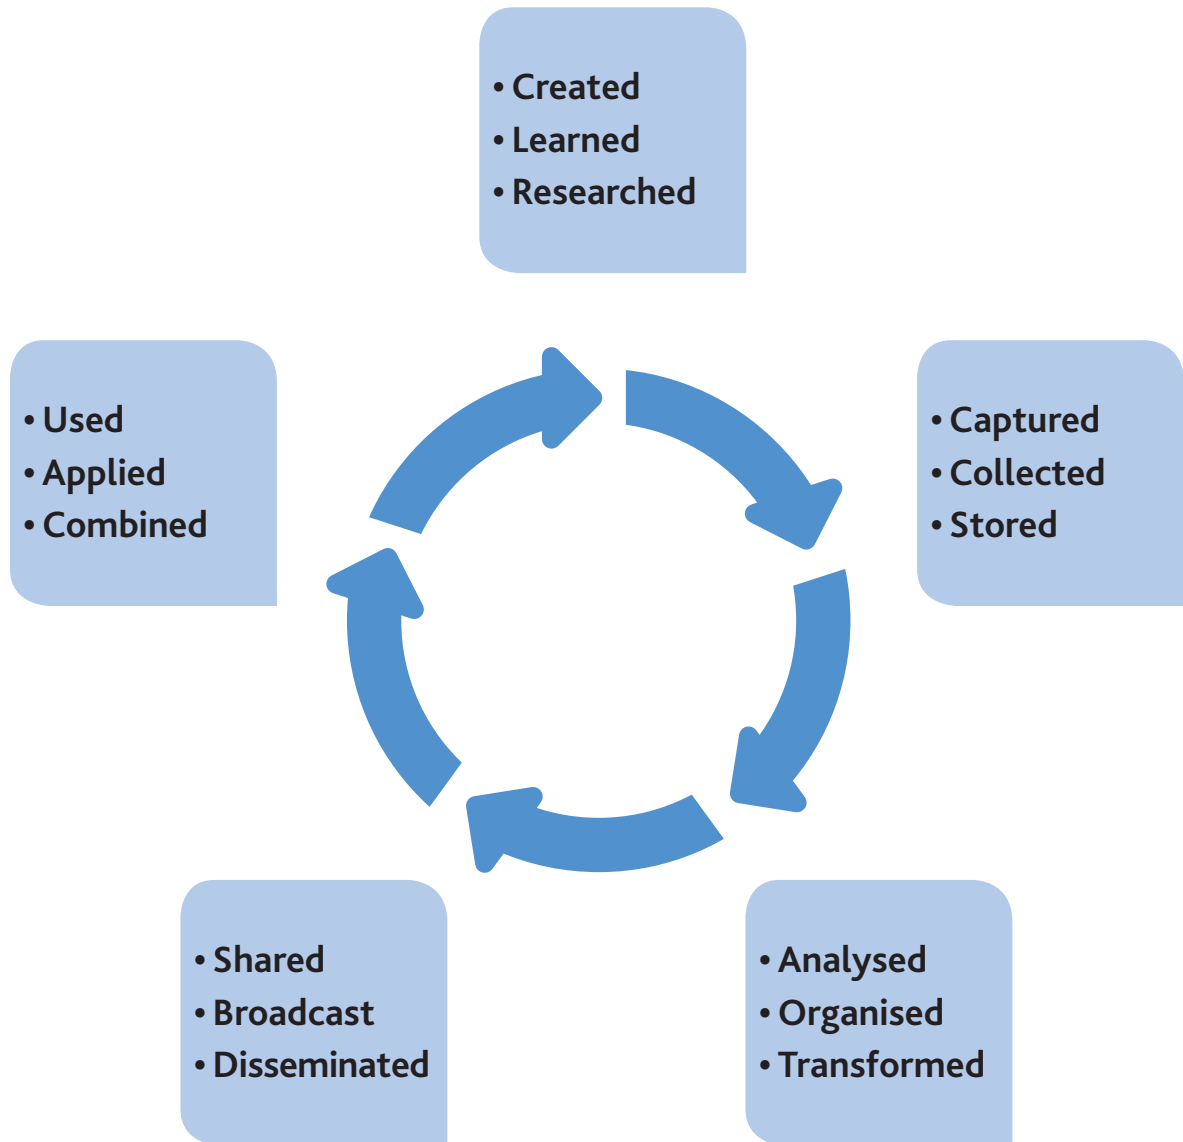 • Created
• Learned
• Researched
• Captured
• Collected
• Stored
• Analysed
• Organised
• Transformed
• Shared
• Broadcast
• Disseminated
• Used
• Applied
• Combined